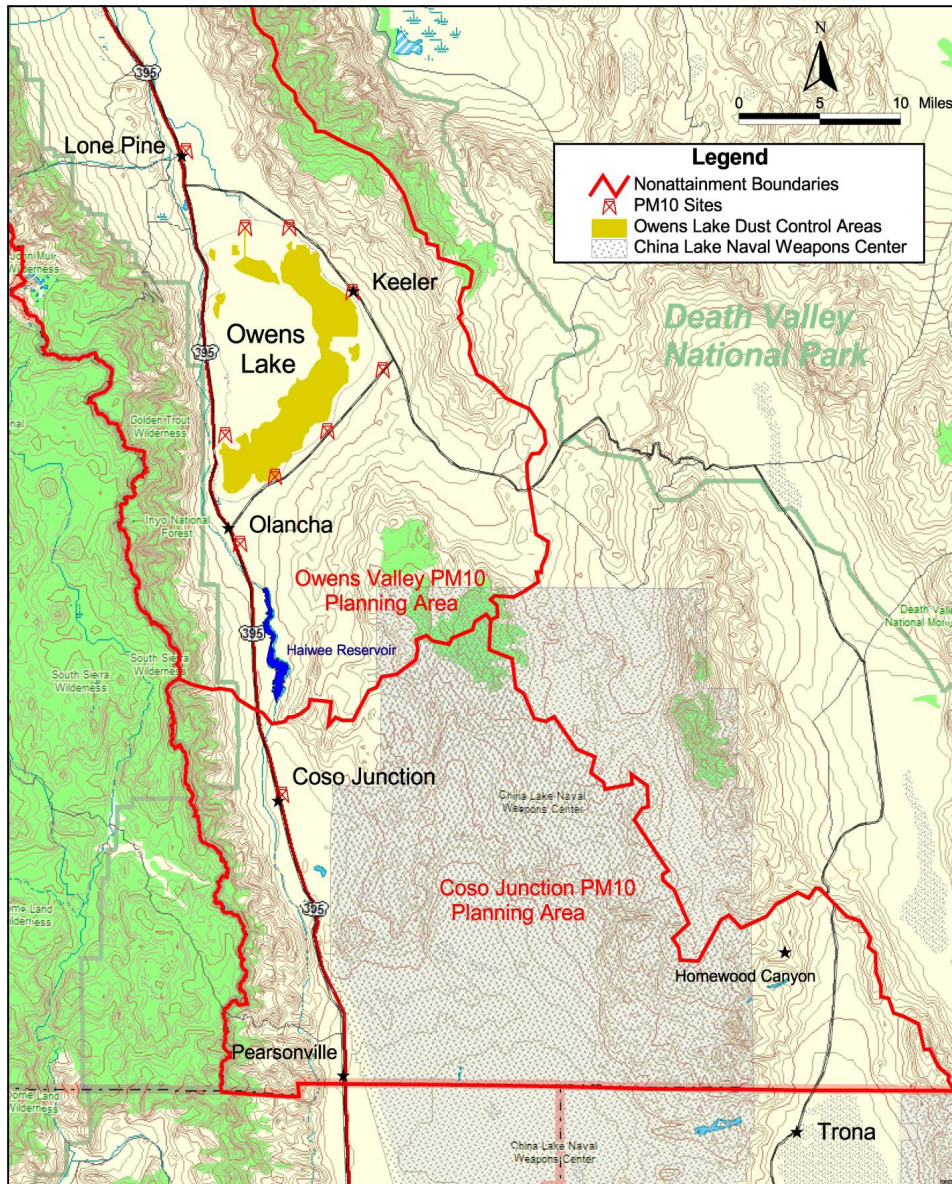 395
N
0 5 10 Miles
Lone Pine
Legend
Nonattainment Boundaries
PM10 Sites
Owens Lake Dust Control Areas
China Lake Naval Weapons Center
John Muir
Wilderness
Keeler
Owens
Lake
395
Death Valley
National Park
Golden Trout
Wilderness
Inyo National
Forest
Olancha
Owens Valley PM10
Planning Area
Death Valley
395
Haiwee Reservoir
South Sierra
Wilderness
South Sierra
Wilderness
Coso Junction
China Lake Naval
Weapons Center
Coso Junction PM10
Planning Area
395
Homewood Canyon
Pearsonville
Trona
China Lake Naval
Weapons Center